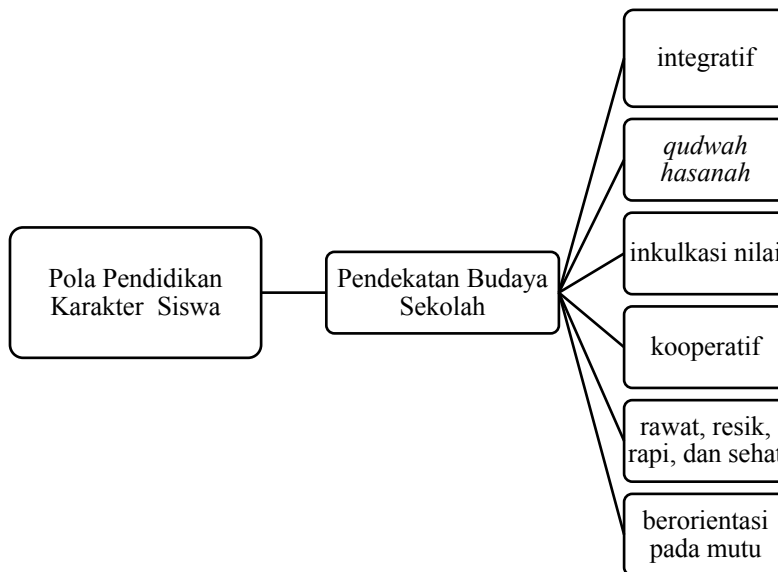 Pola Pendidikan
Karakter Siswa
Pendekatan Budaya
Sekolah
integratif
qudwah
hasanah
inkulkasi nilai
kooperatif
rawat, resik,
rapi, dan sehat
berorientasi
pada mutu